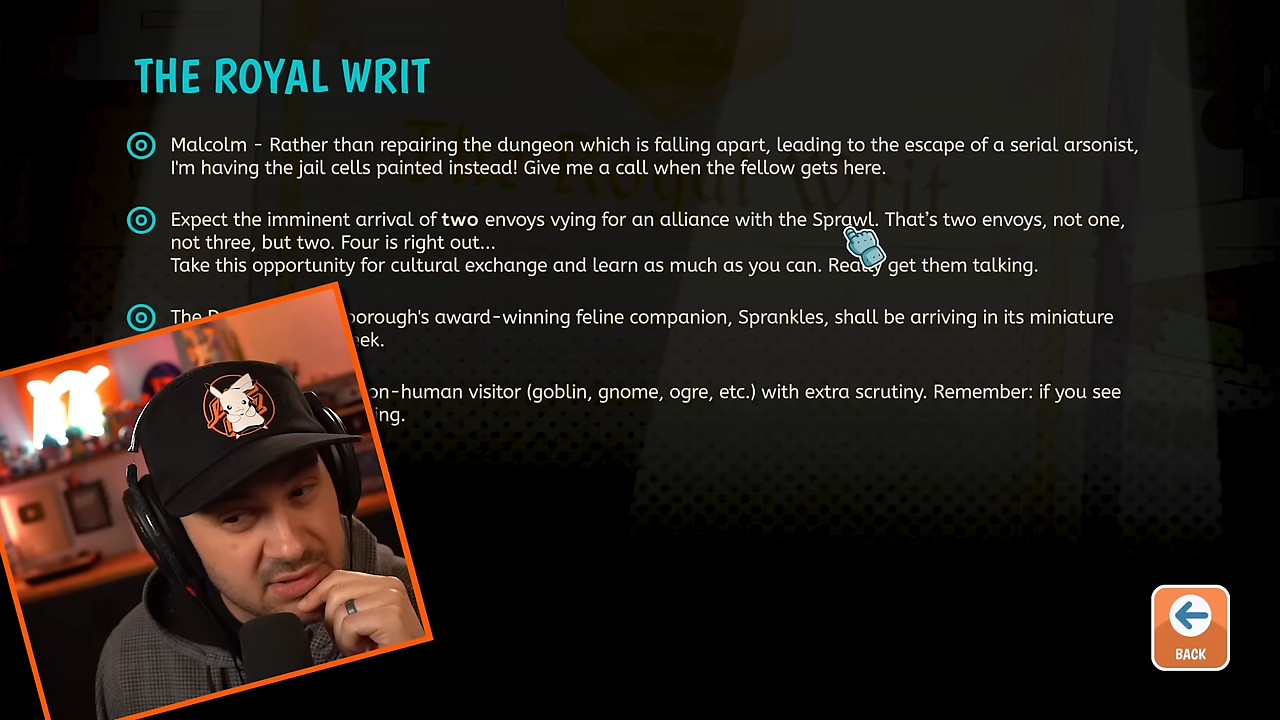 THE ROYAL WRIT
Malcolm - Rather than repairing the dungeon which is falling apart, leading to the escape of a serial arsonist,
I'm having the jail cells painted instead! Give me a call when the fellow gets here.
Expect the imminent arrival of two envoys vying for an alliance with the Sprawl. That's two envoys, not one,
not three, but two. Four is right out...
Take this opportunity for cultural exchange and learn as much as you can. Really get them talking.
The borough's award-winning feline companion, Sprankles, shall be arriving in its miniature
eek.
on-human visitor (goblin, gnome, ogre, etc.) with extra scrutiny. Remember: if you see
ing.
BACK